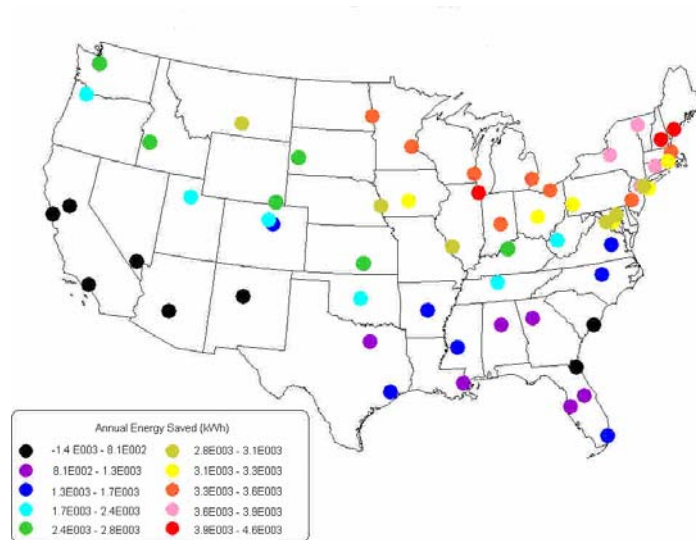 Annual Energy Saved (kWh)
-1.4 E003 - 8.1E002
8.1E002 - 1.3E003
1.3E003 - 1.7E003
1.7E003 - 2.4E003
2.4E003 - 2.8E003
2.8E003 - 3.1E003
3.1E003 - 3.3E003
3.3E003 - 3.6E003
3.6E003 - 3.9E003
3.9E003 - 4.6E003